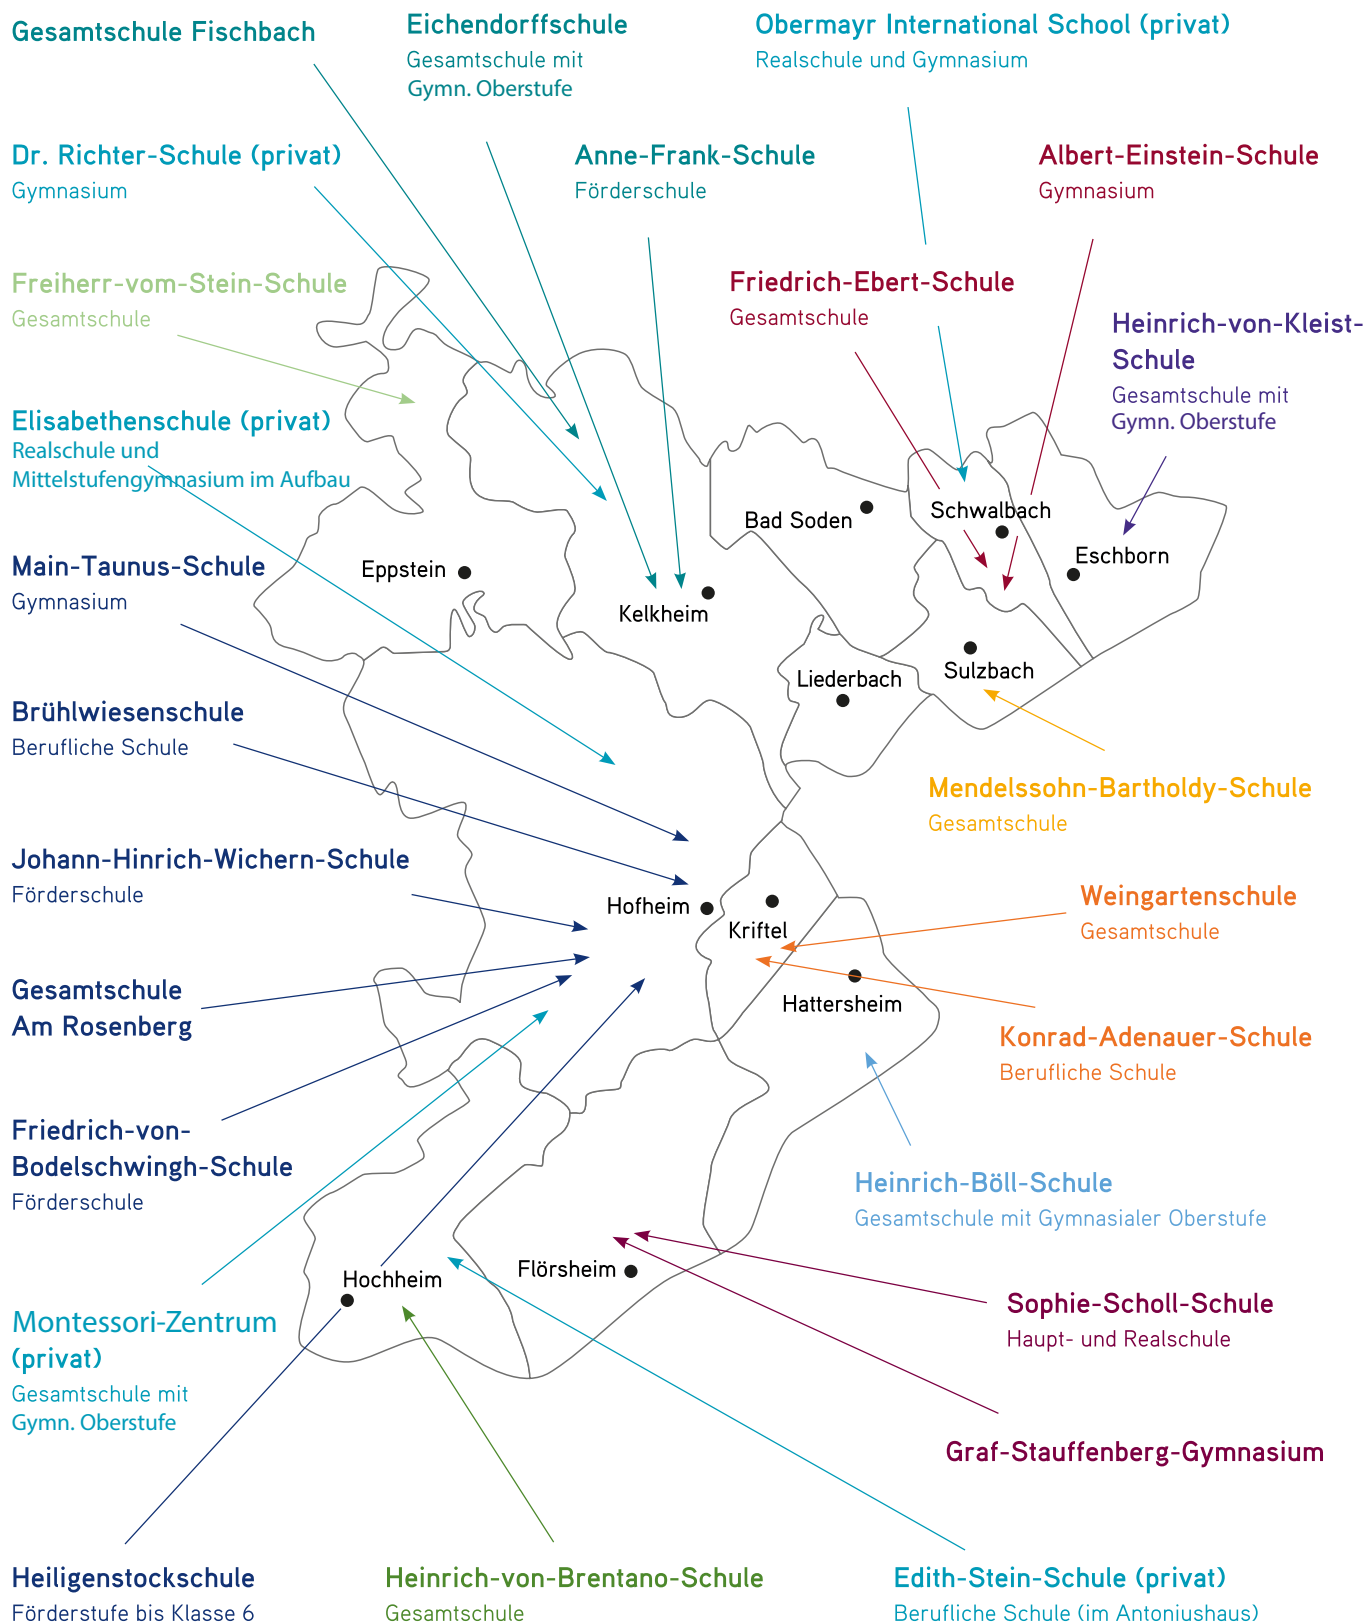 Gesamtschule Fischbach
Eichendorffschule
Gesamtschule mit
Gymn. Oberstufe
Obermayr International School (privat)
Realschule und Gymnasium
Dr. Richter-Schule (privat)
Gymnasium
Anne-Frank-Schule
Förderschule
Albert-Einstein-Schule
Gymnasium
Freiherr-vom-Stein-Schule
Gesamtschule
Friedrich-Ebert-Schule
Gesamtschule
Heinrich-von-Kleist-
Schule
Gesamtschule mit
Gymn. Oberstufe
Elisabethenschule (privat)
Realschule und
Mittelstufengymnasium im Aufbau
Schwalbach
Bad Soden
Eschborn
Eppstein
Main-Taunus-Schule
Gymnasium
Kelkheim
Sulzbach
Liederbach
Brühlwiesenschule
Berufliche Schule
Mendelssohn-Bartholdy-Schule
Gesamtschule
Johann-Hinrich-Wichern-Schule
Förderschule
Hofheim
Kriftel
Weingartenschule
Gesamtschule
Gesamtschule
Am Rosenberg
Hattersheim
Konrad-Adenauer-Schule
Berufliche Schule
Friedrich-von-
Bodelschwingh-Schule
Förderschule
Heinrich-Böll-Schule
Gesamtschule mit Gymnasialer Oberstufe
Flörsheim
Hochheim
Montessori-Zentrum
(privat)
Gesamtschule mit
Gymn. Oberstufe
Sophie-Scholl-Schule
Haupt- und Realschule
Graf-Stauffenberg-Gymnasium
Heiligenstockschule
Förderstufe bis Klasse 6
Heinrich-von-Brentano-Schule
Gesamtschule
Edith-Stein-Schule (privat)
Berufliche Schule (im Antoniushaus)